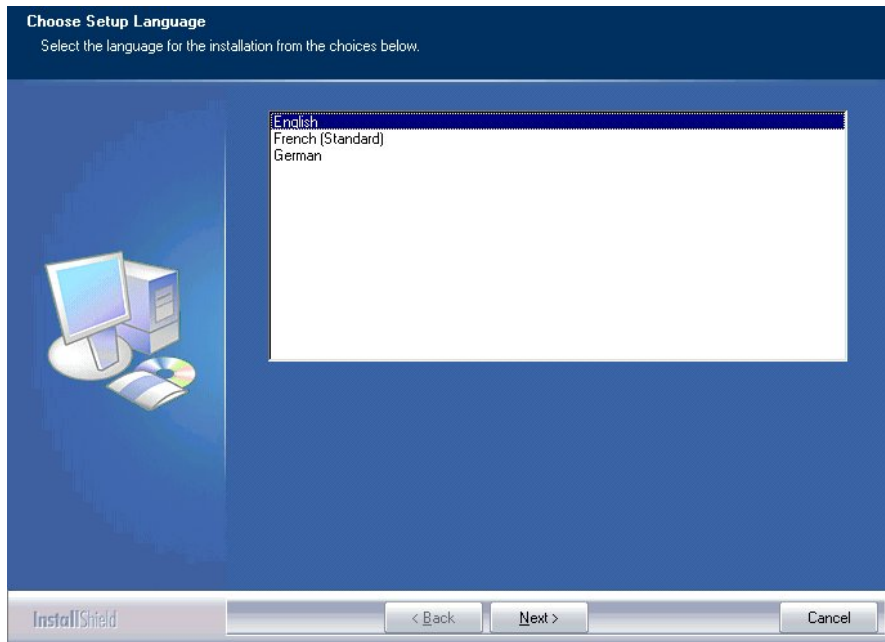 Choose Setup Language
Select the language for the installation from the choices below.
English
French (Standard)
German
InstallShield
< Back
Next >
Cancel